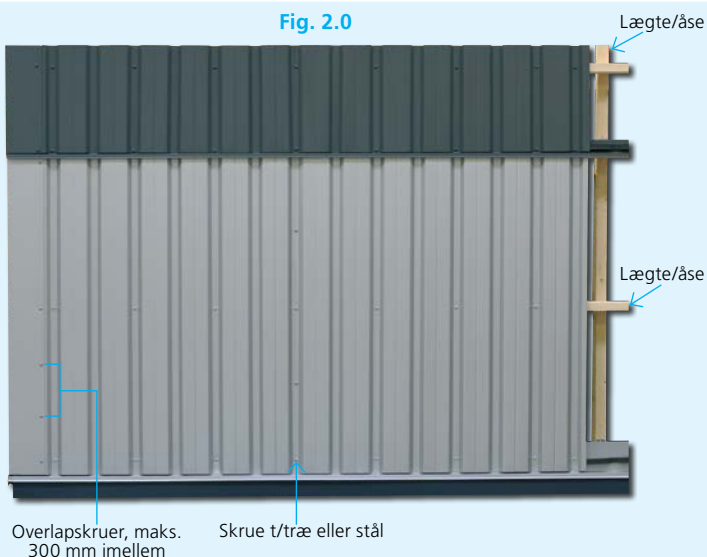 Fig. 2.0
Lægte/åse
Lægte/åse
Overlapskruer, maks.
300 mm imellem
Skrue t/træ eller stål